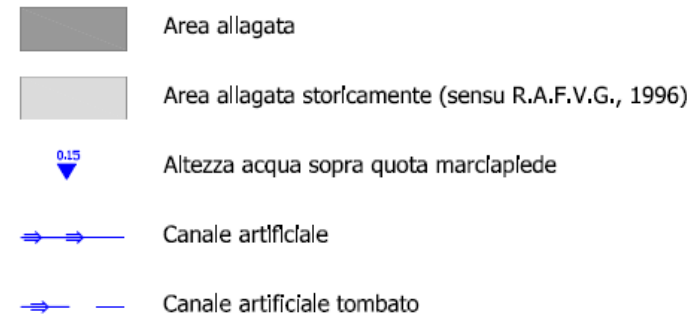 Area allagata
Area allagata storicamente (sensu R.A.F.V.G., 1996)
0.15
Altezza acqua sopra quota marciapiede
Canale artificiale
Canale artificiale tombato